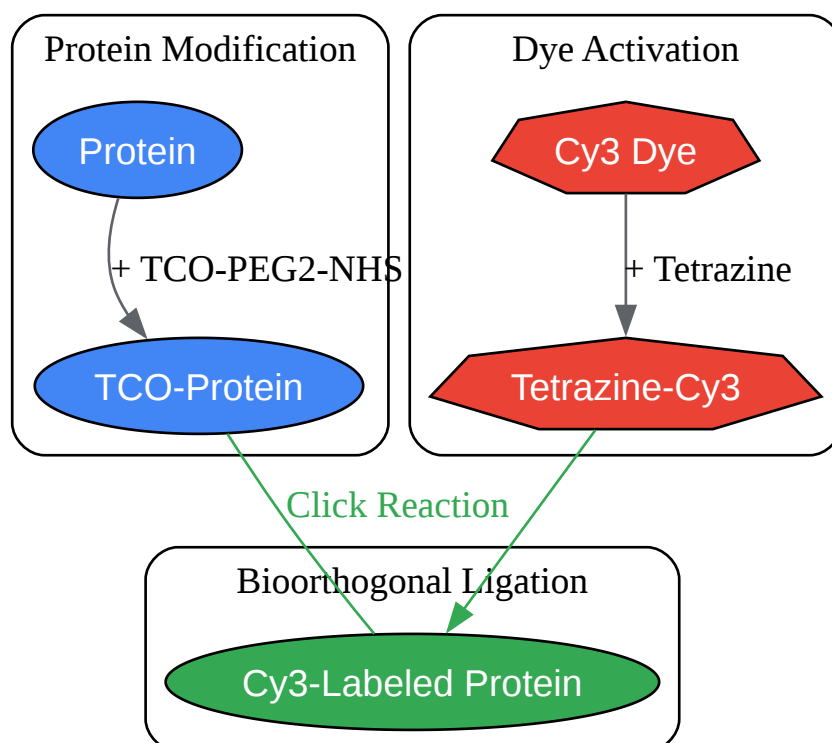 Protein Modification
Dye Activation
Protein
Cy3 Dye
+ TCO-PEG2-NHS
+ Tetrazine
TCO-Protein
Tetrazine-Cy3
Click Reaction
Bioorthogonal Ligation
Cy3-Labeled Protein